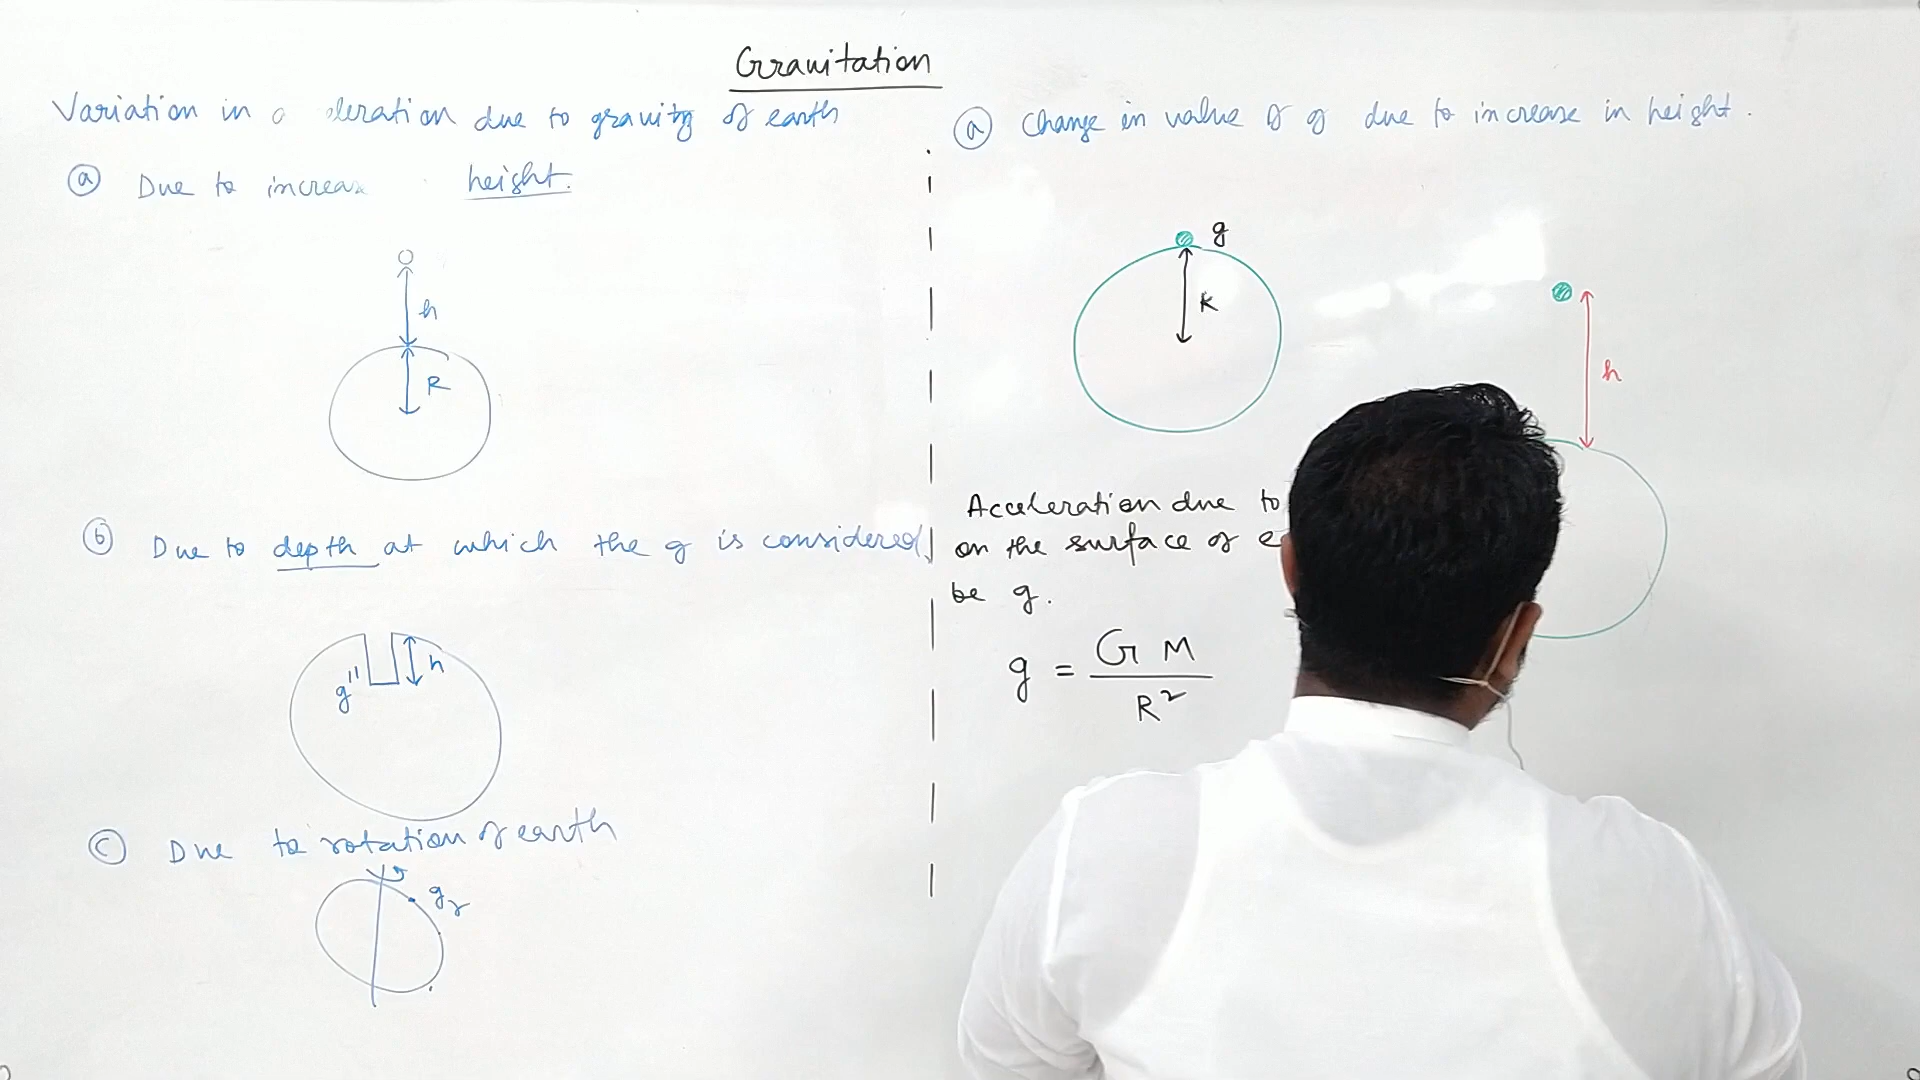 Gravitation
Variation in leration due to gravity of earth
ⓐ Due to increa height.
h
R
ⓑ Due to depth at which the g is considered.
g" h
ⓒ Due to rotation of earth
gr
ⓐ Change in value of g due to increase in height.
g
R
h
Acceleration due to
on the surface of e
be g.
g = GM
R²